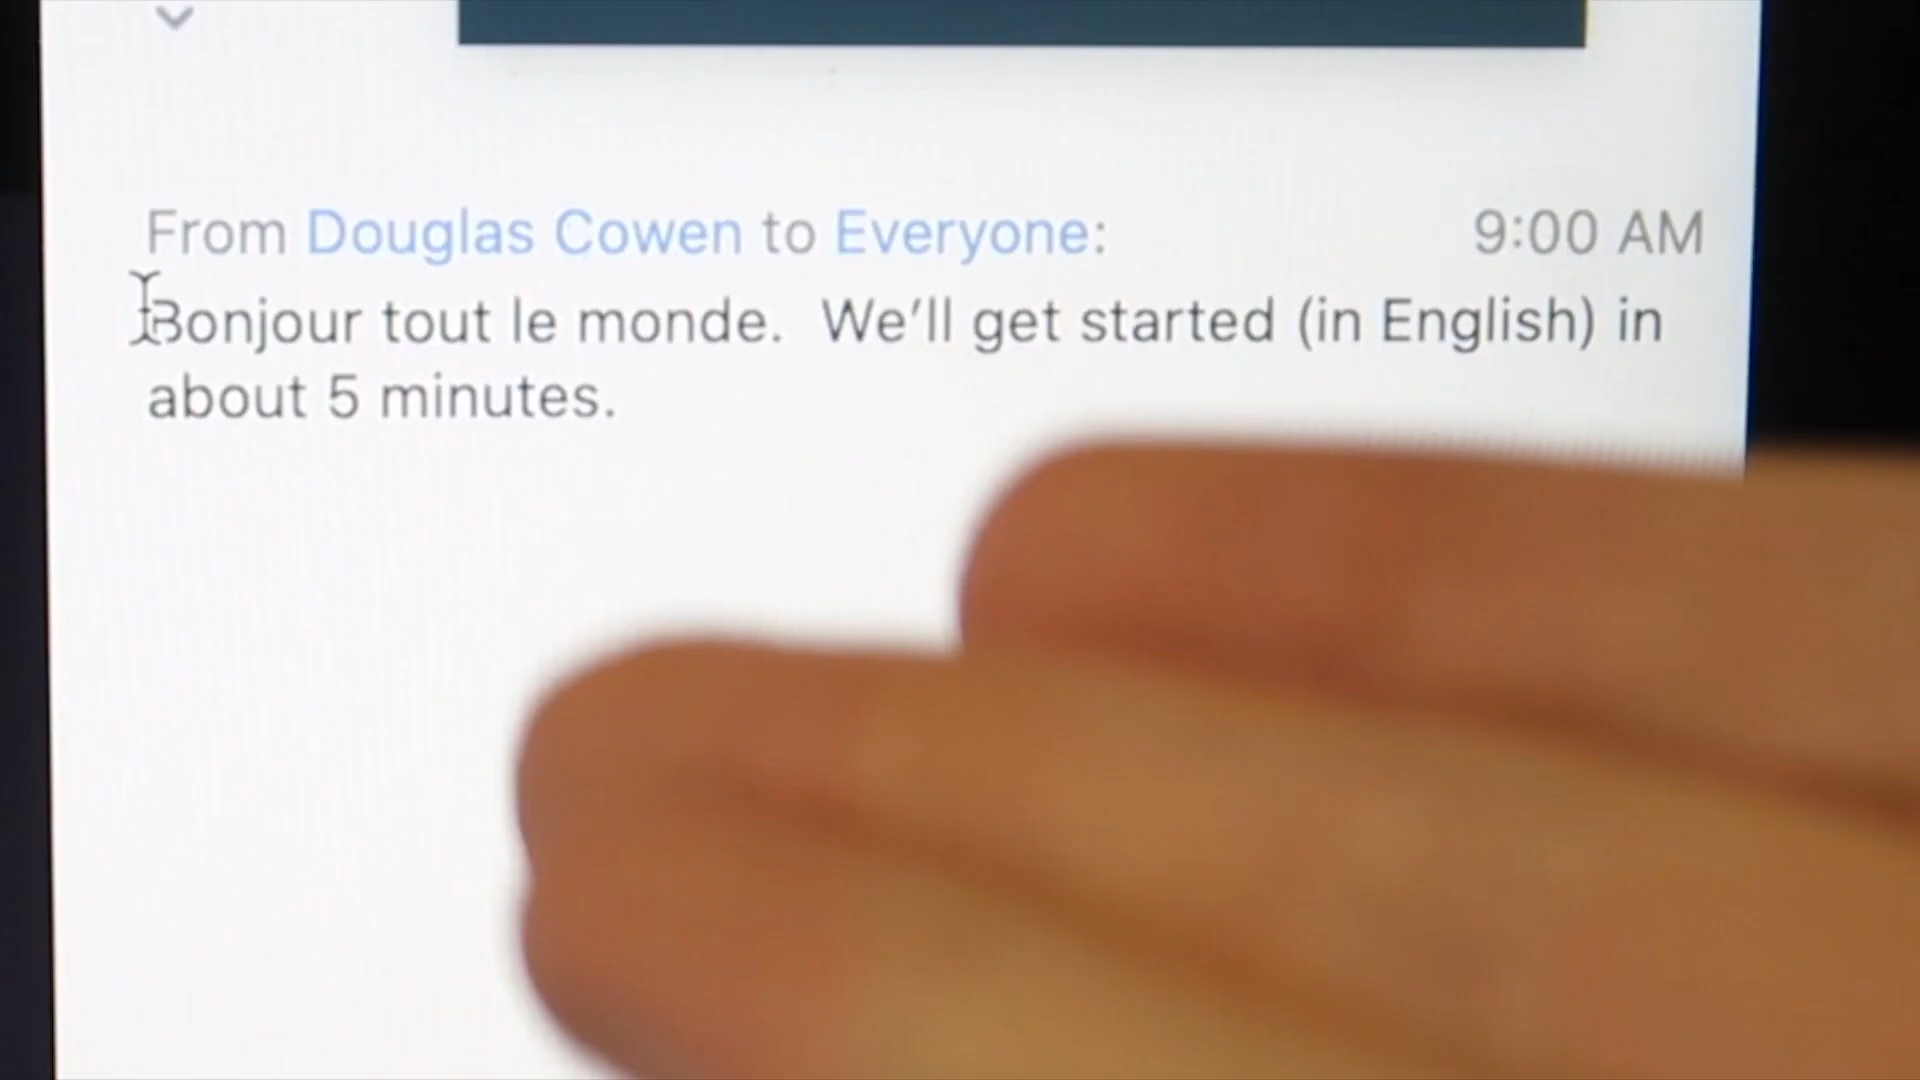 From Douglas Cowen to Everyone: 9:00 AM
Bonjour tout le monde.  We’ll get started (in English) in
about 5 minutes.